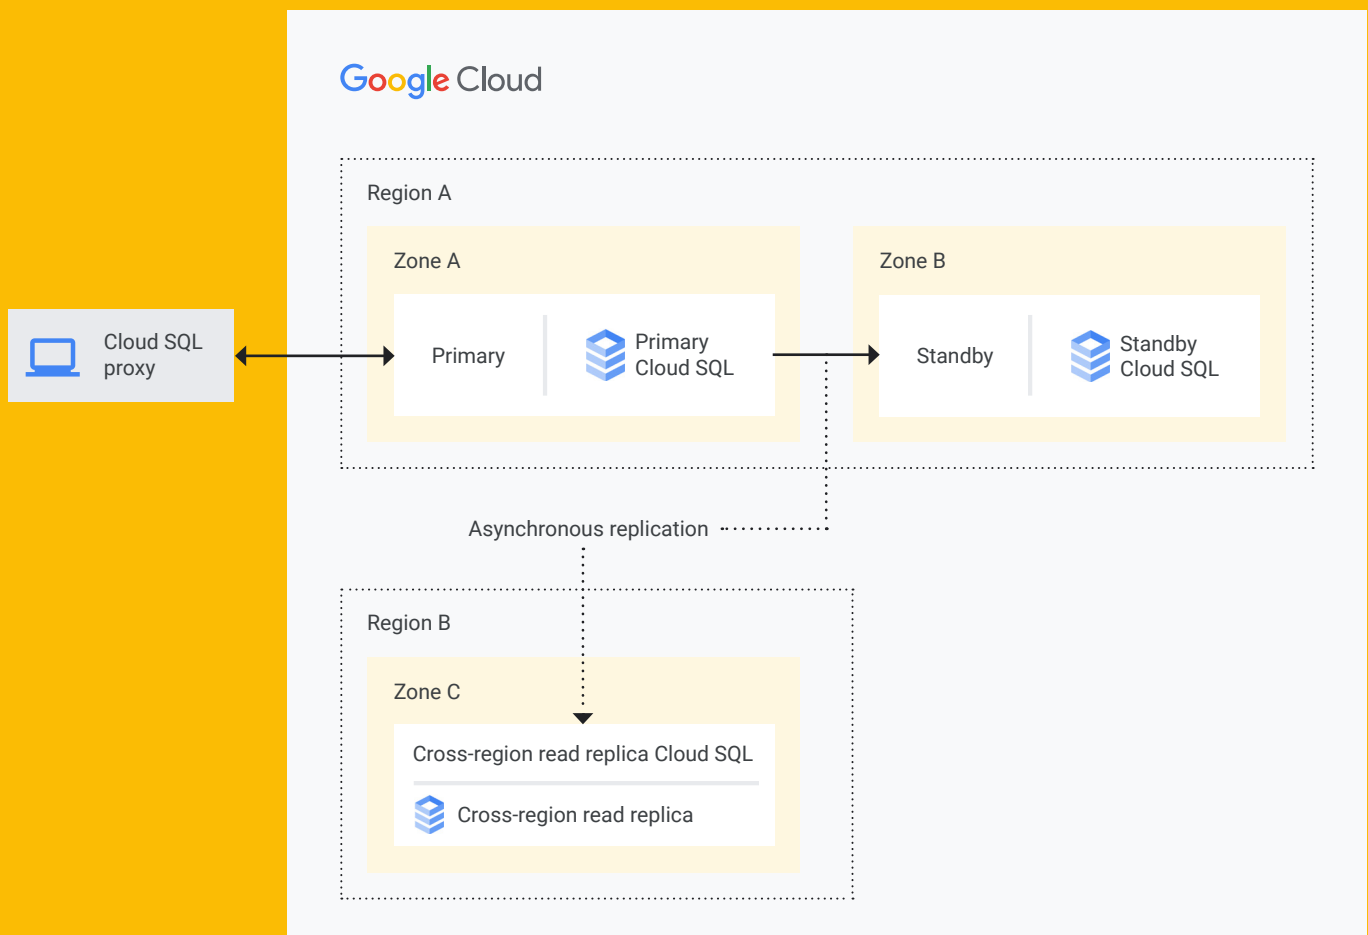 Google Cloud
Region A
Zone A
Zone B
Cloud SQL
proxy
Primary
Primary
Cloud SQL
Standby
Standby
Cloud SQL
Asynchronous replication
Region B
Zone C
Cross-region read replica Cloud SQL
Cross-region read replica